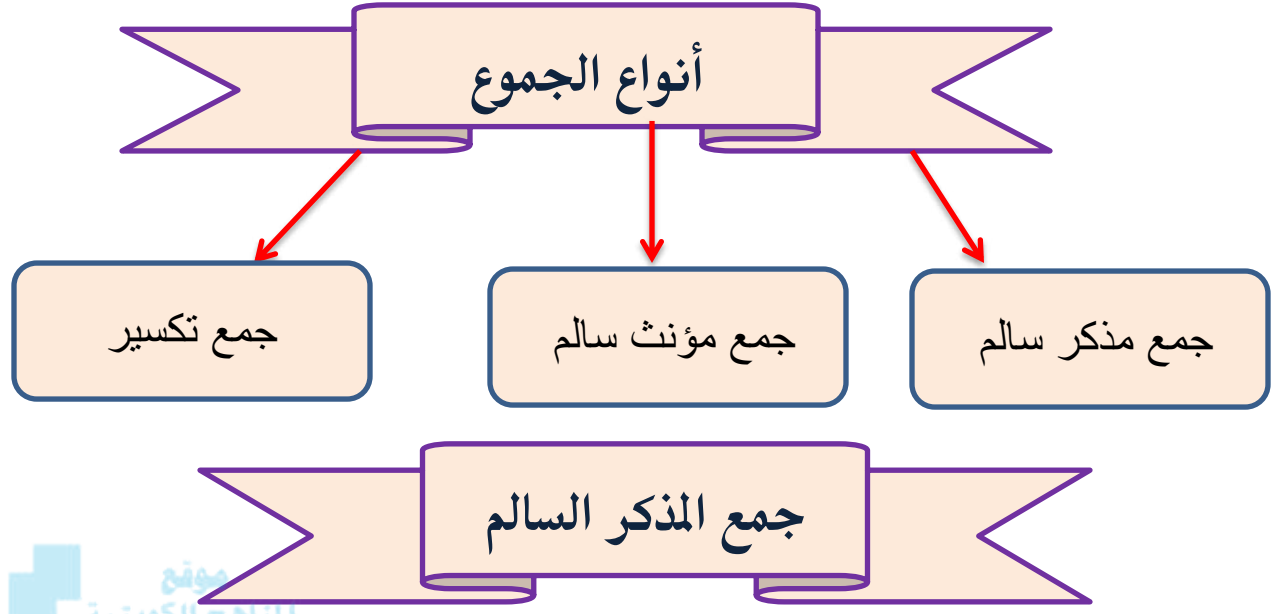 أنواع الجموع
جمع مذكر سالم
جمع مؤنث سالم
جمع تكسير
جمع المذكر السالم
موقع